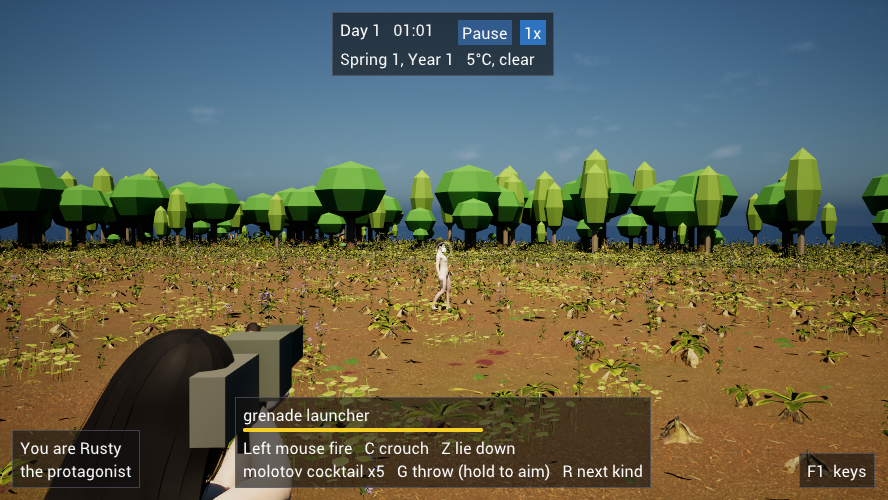 Day 1 01:01 Pause 1x
Spring 1, Year 1 5°C, clear
grenade launcher
Left mouse fire C crouch Z lie down
molotov cocktail x5 G throw (hold to aim) R next kind
You are Rusty
the protagonist
F1 keys